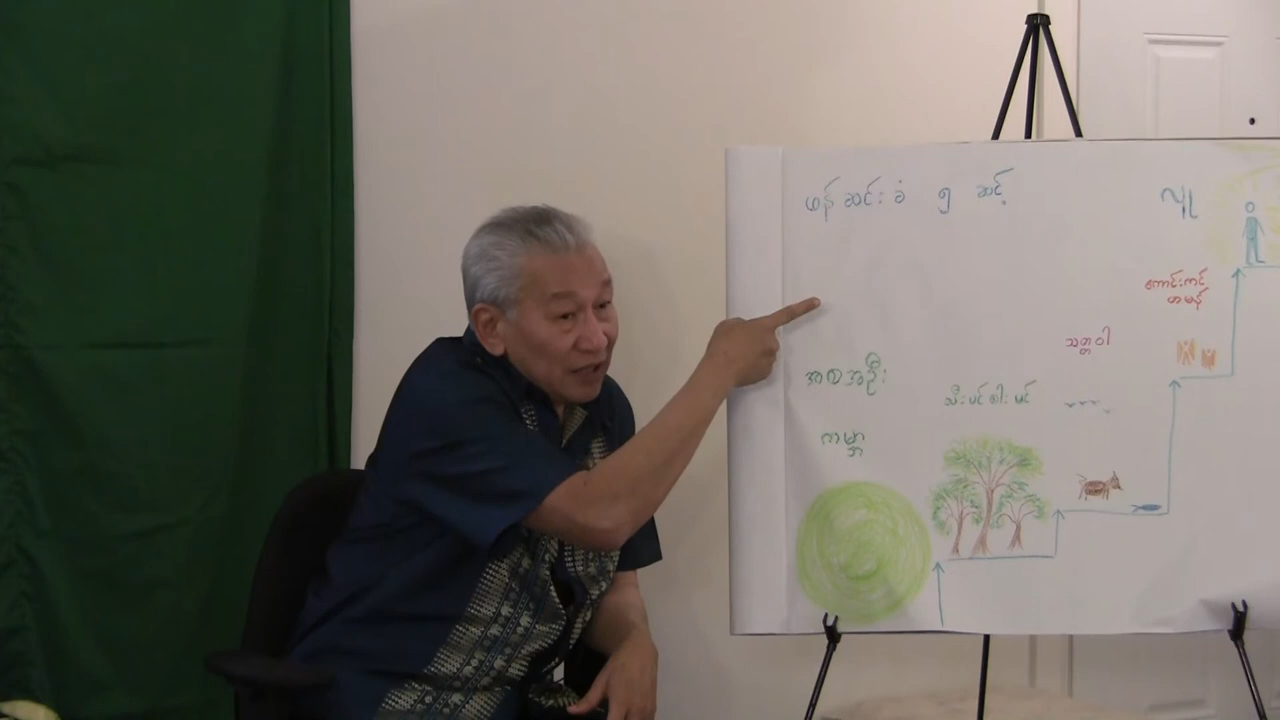 ဖန်ဆင်းခံ ၅ ဆင့်
လူ
ကောင်းကင်
တမန်
သတ္တဝါ
အစအဦး
သီးပင်စါးပင်
ကမ္ဘာ